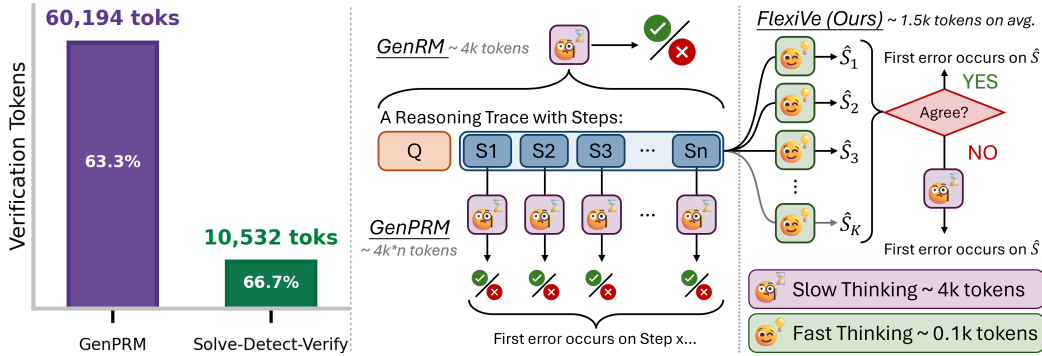 60,194 toks
63.3%
10,532 toks
66.7%
Verification Tokens
GenPRM
Solve-Detect-Verify
GenRM ~ 4k tokens
A Reasoning Trace with Steps:
Q
S1
S2
S3
...
Sn
GenPRM
~ 4k*n tokens
...
First error occurs on Step x...
FlexiVe (Ours) ~ 1.5k tokens on avg.
Ŝ1
Ŝ2
Ŝ3
⋮
ŜK
First error occurs on Ŝ
YES
Agree?
NO
First error occurs on Ŝ
Slow Thinking ~ 4k tokens
Fast Thinking ~ 0.1k tokens